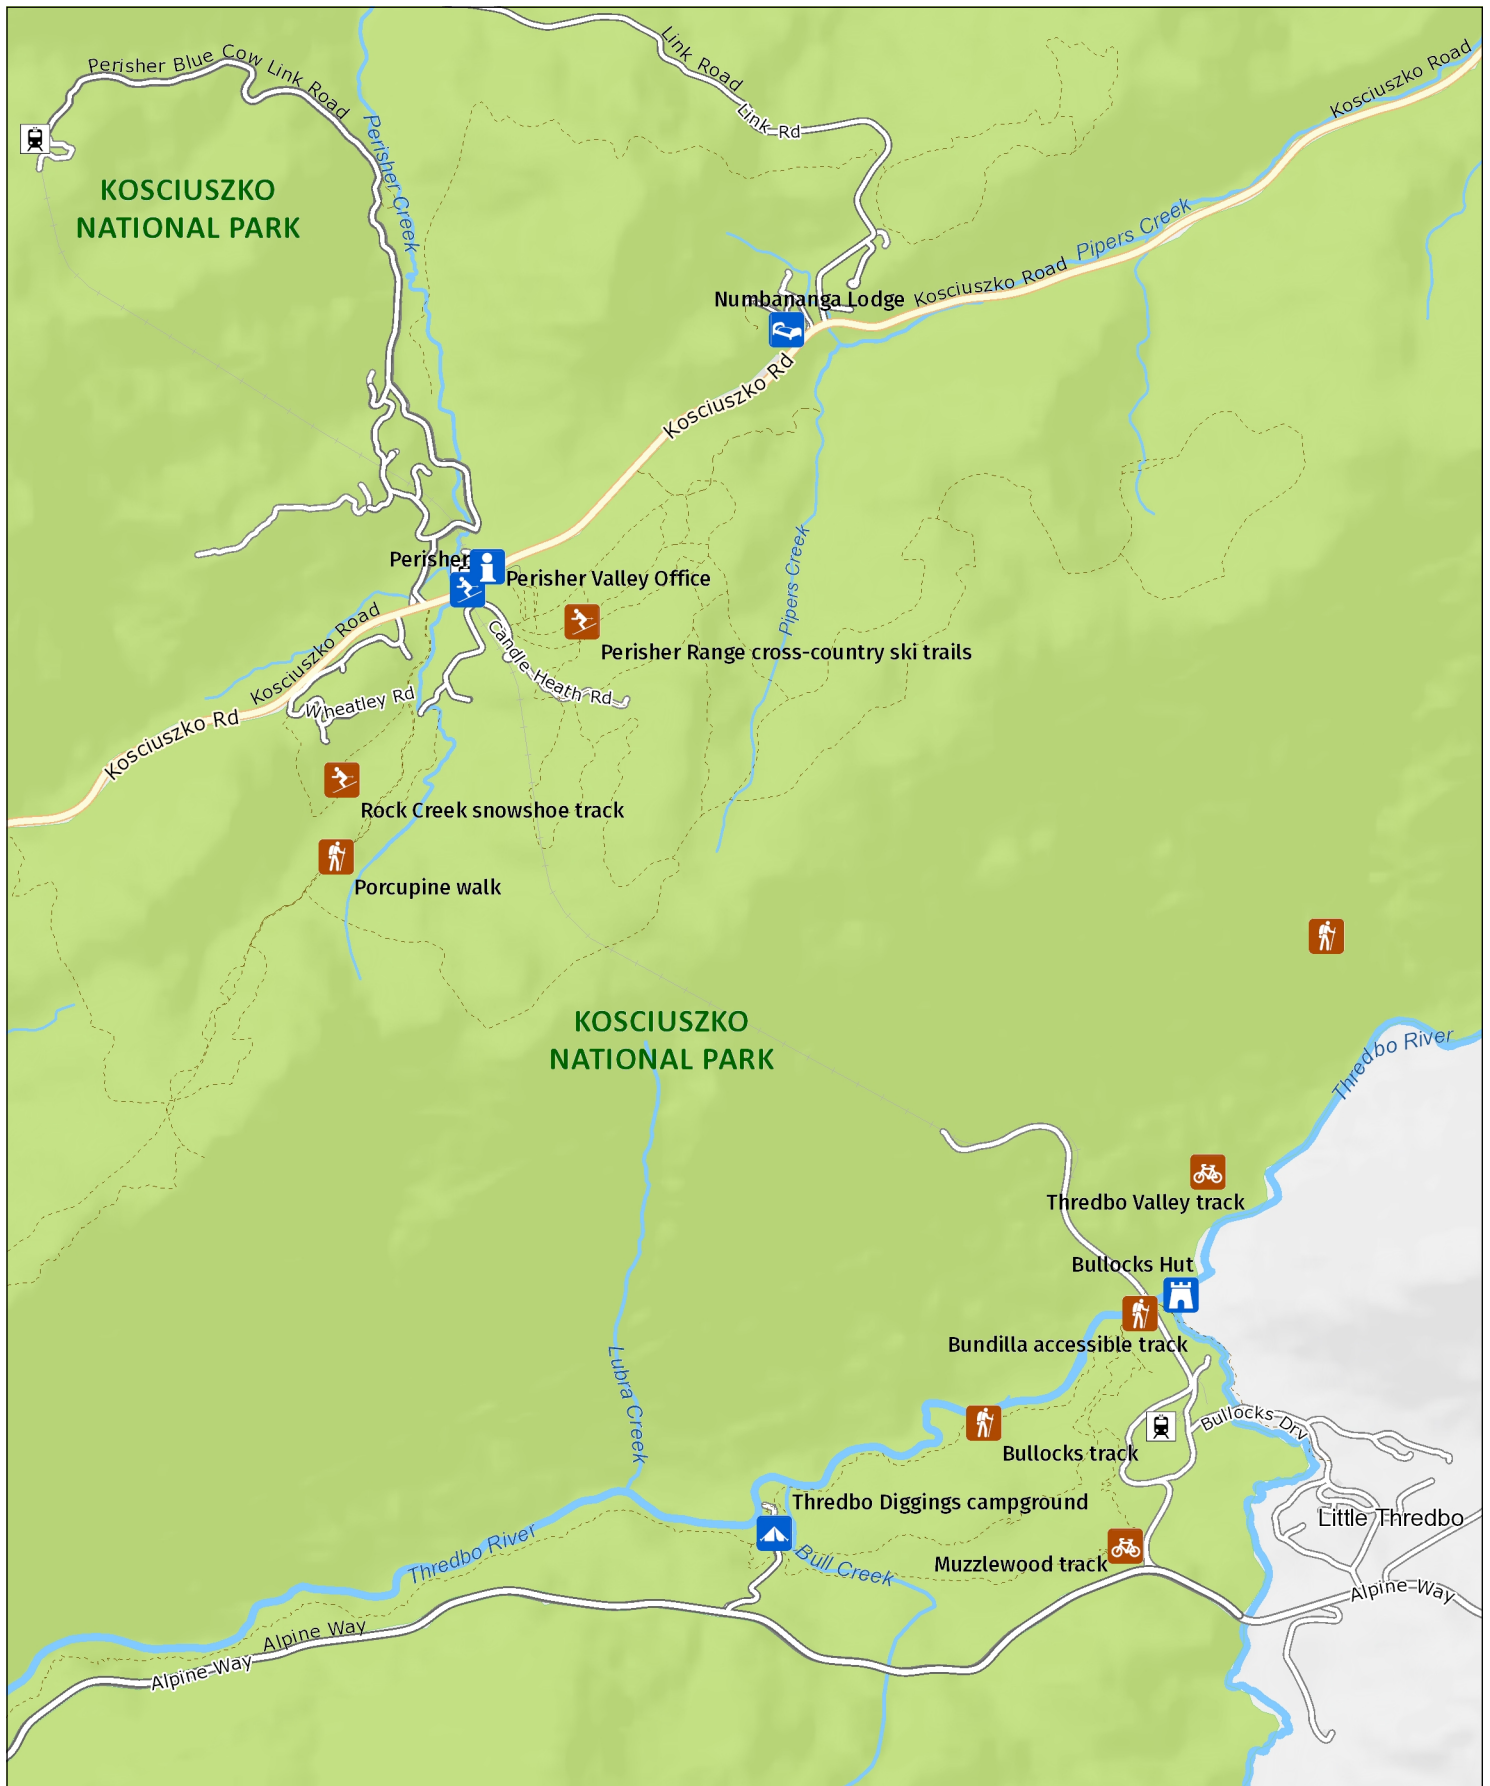 Perisher Blue Cow Link Road
Link Road
Link Rd
Kosciuszko Road
Perisher Creek
KOSCIUSZKO
NATIONAL PARK
Pipers Creek
Kosciuszko Road
Numbananga Lodge
Kosciuszko Rd
Perisher
Perisher Valley Office
Pipers Creek
Kosciuszko Road
Candle Heath Rd
Perisher Range cross-country ski trails
Wheatley Rd
Kosciuszko Rd
Rock Creek snowshoe track
Porcupine walk
KOSCIUSZKO
NATIONAL PARK
Thredbo River
Thredbo Valley track
Bullocks Hut
Bundilla accessible track
Lubra Creek
Bullocks Drv
Bullocks track
Thredbo Diggings campground
Little Thredbo
Thredbo River
Bull Creek
Muzzlewood track
Alpine Way
Alpine Way
Alpine Way